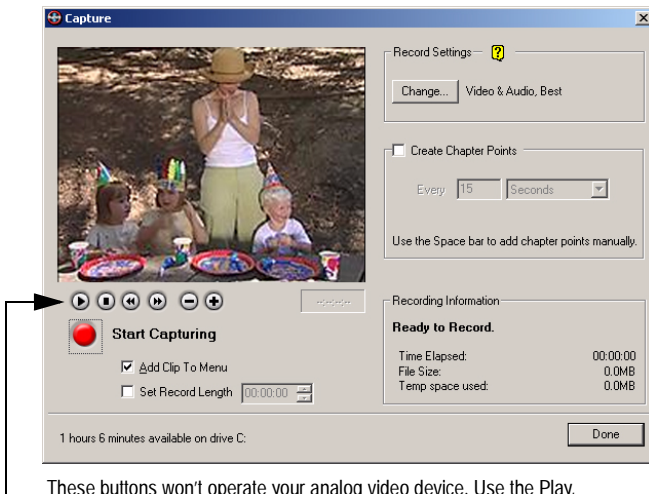 Capture
Record Settings
Change... Video & Audio, Best
Create Chapter Points
Every 15 Seconds
Use the Space bar to add chapter points manually.
--:--:--:--
Start Capturing
Add Clip To Menu
Set Record Length 00:00:00
Recording Information
Ready to Record.
Time Elapsed: 00:00:00
File Size: 0.0MB
Temp space used: 0.0MB
1 hours 6 minutes available on drive C:
Done
These buttons won't operate your analog video device. Use the Play,